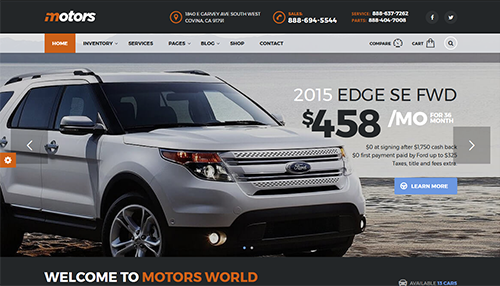 motors
1840 E GARVEY AVE SOUTH WEST
COVINA, CA 91791
SALES:
888-694-5544
SERVICE: 888-637-7262
PARTS: 888-404-7008
HOME
INVENTORY
SERVICES
PAGES
BLOG
SHOP
CONTACT
COMPARE
CART
2015 EDGE SE FWD
$458 /MO FOR 36 MONTH
$0 at signing after $1,750 cash back
$0 first payment paid by Ford up to $325
Taxes, title and fees extra
LEARN MORE
Ford
WELCOME TO MOTORS WORLD
AVAILABLE 13 CARS